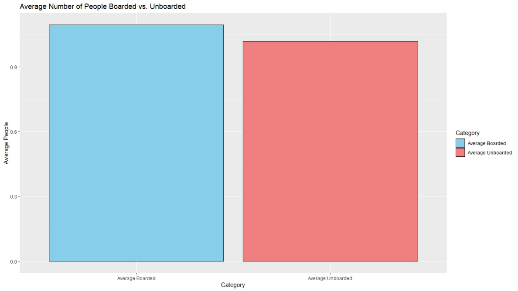 Average Number of People Boarded vs. Unboarded
Average People
0.9
0.6
0.3
0.0
Average Boarded
Average Unboarded
Category
Category
Average Boarded
Average Unboarded